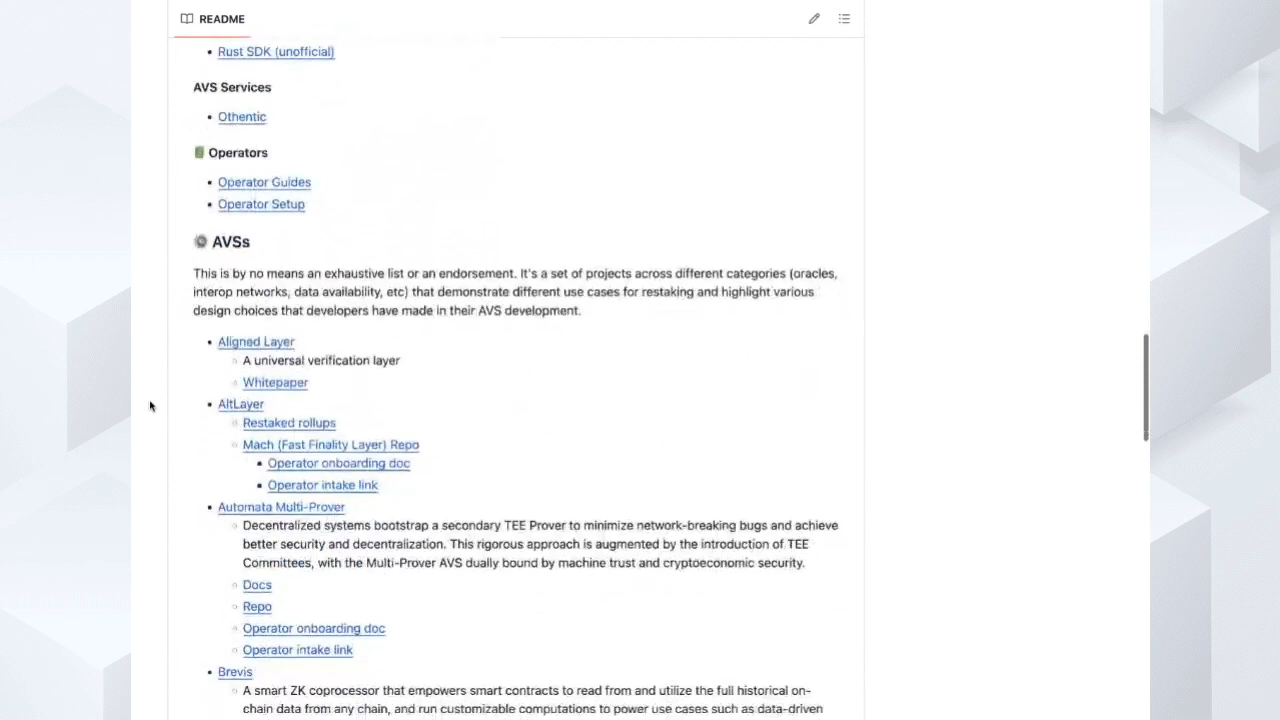 README
Rust SDK (unofficial)
AVS Services
Othentic
Operators
Operator Guides
Operator Setup
AVSs
This is by no means an exhaustive list or an endorsement. It's a set of projects across different categories (oracles,
interop networks, data availability, etc) that demonstrate different use cases for restaking and highlight various
design choices that developers have made in their AVS development.
Aligned Layer
A universal verification layer
Whitepaper
AltLayer
Restaked rollups
Mach (Fast Finality Layer) Repo
Operator onboarding doc
Operator intake link
Automata Multi-Prover
Decentralized systems bootstrap a secondary TEE Prover to minimize network-breaking bugs and achieve
better security and decentralization. This rigorous approach is augmented by the introduction of TEE
Committees, with the Multi-Prover AVS dually bound by machine trust and cryptoeconomic security.
Docs
Repo
Operator onboarding doc
Operator intake link
Brevis
A smart ZK coprocessor that empowers smart contracts to read from and utilize the full historical on-
chain data from any chain, and run customizable computations to power use cases such as data-driven